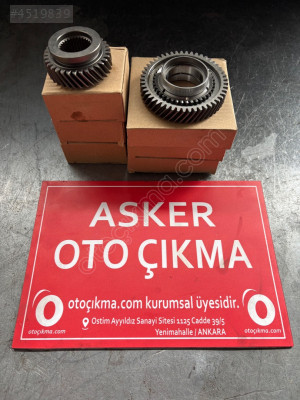 #4519839
ASKER
OTO ÇIKMA
otoçıkma.com kurumsal üyesidir.
Ostim Ayyıldız Sanayi Sitesi 1125 Cadde 39/5
Yenimahalle | ANKARA
otoçıkma.com
otoçıkma.com